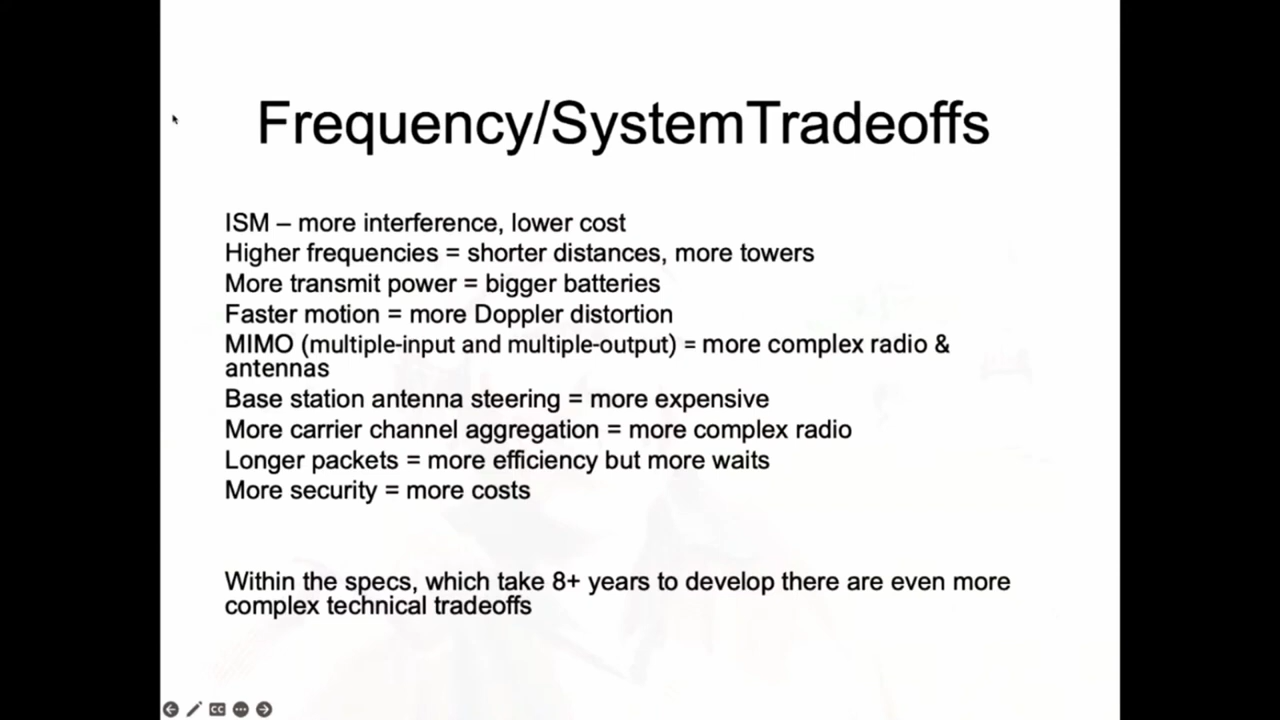 Frequency/SystemTradeoffs
ISM – more interference, lower cost
Higher frequencies = shorter distances, more towers
More transmit power = bigger batteries
Faster motion = more Doppler distortion
MIMO (multiple-input and multiple-output) = more complex radio &
antennas
Base station antenna steering = more expensive
More carrier channel aggregation = more complex radio
Longer packets = more efficiency but more waits
More security = more costs
Within the specs, which take 8+ years to develop there are even more
complex technical tradeoffs
CC